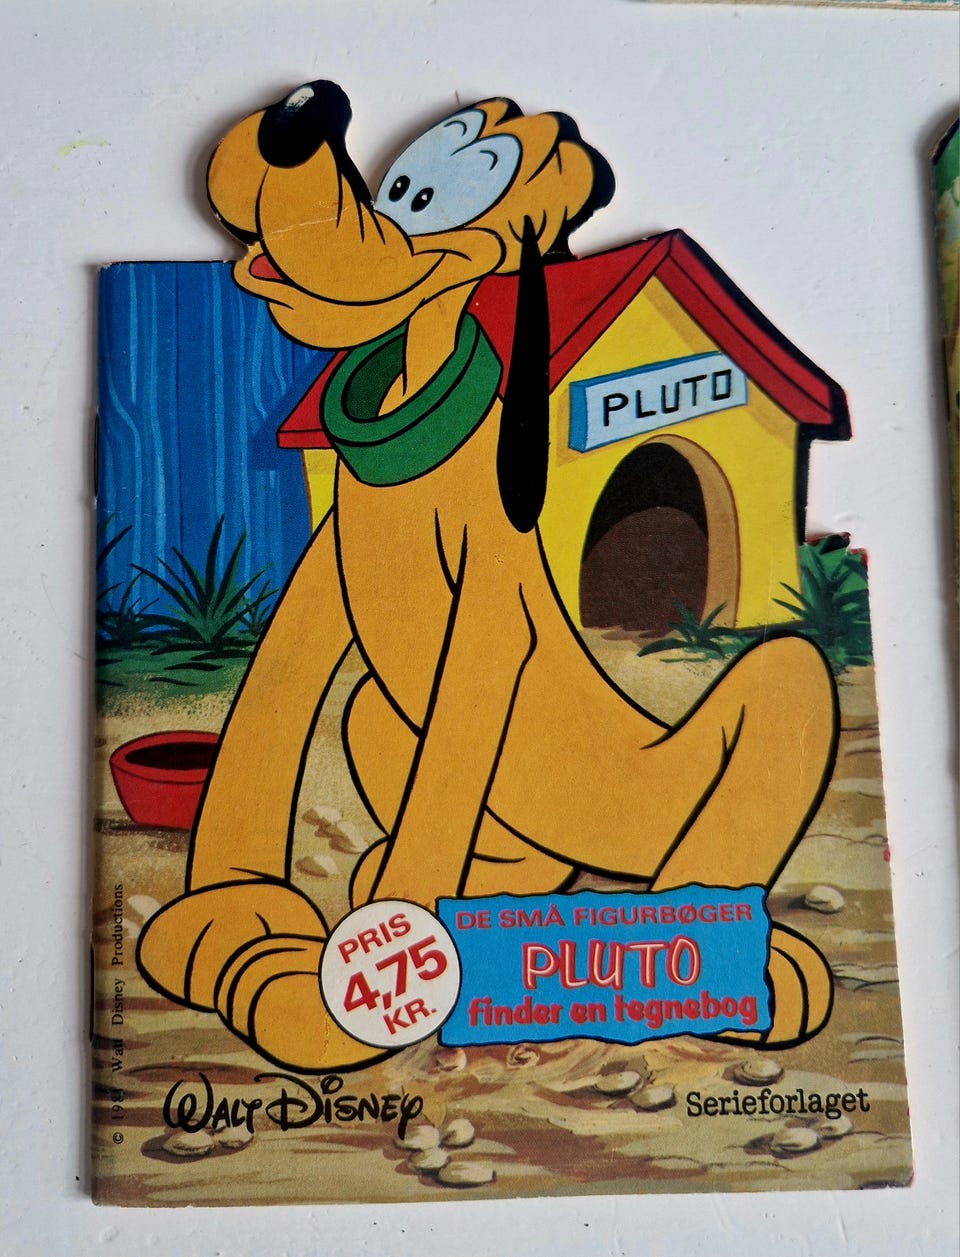 PLUTO
PRIS
4,75
KR.
DE SMÅ FIGURBØGER
PLUTO
finder en tegnebog
Walt Disney Productions
WALT DISNEY
Serieforlaget